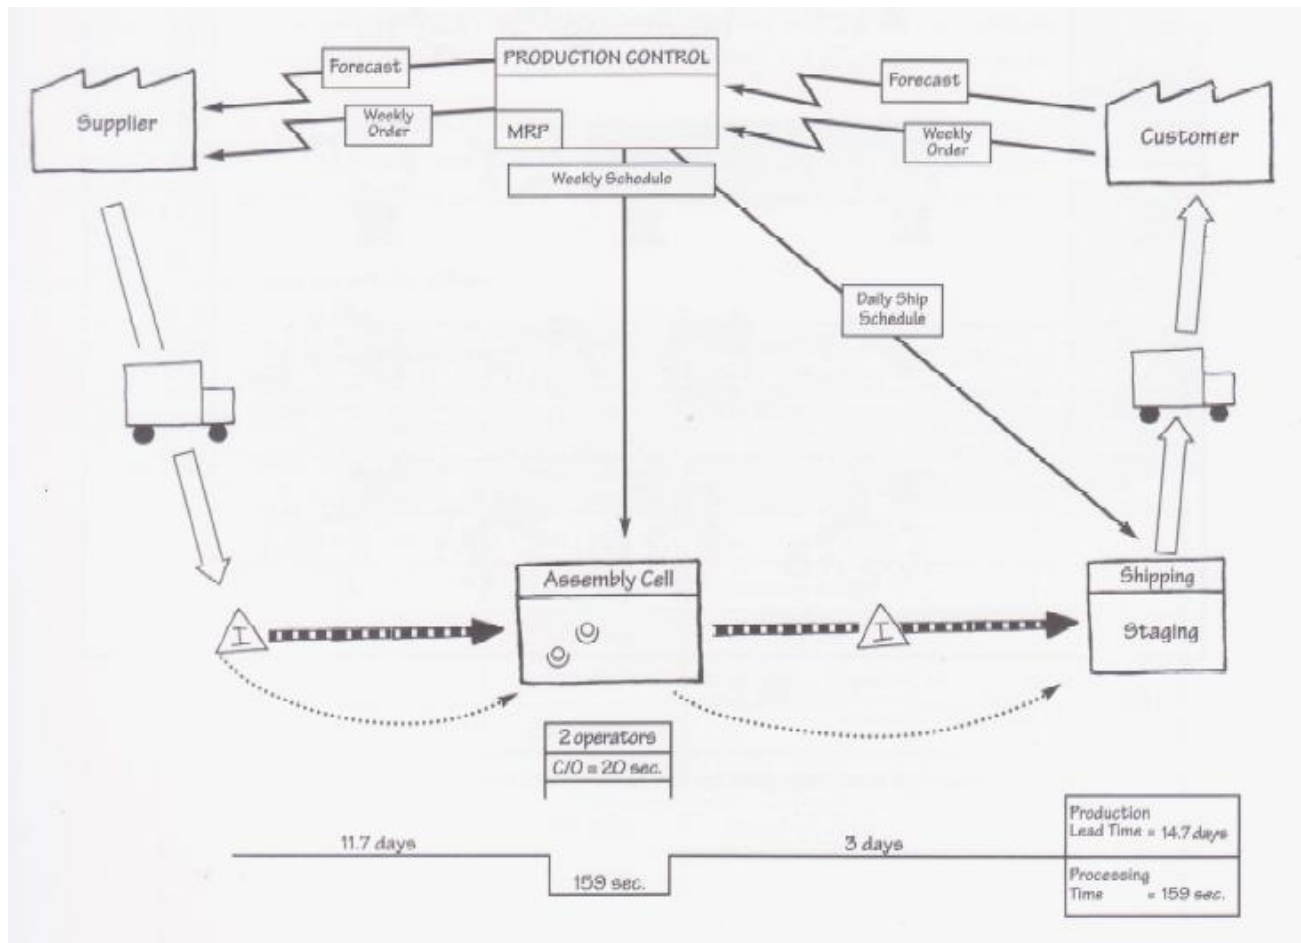 Forecast
PRODUCTION CONTROL
Forecast
Supplier
Weekly
Order
MRP
Weekly
Order
Customer
Weekly Schedule
Daily Ship
Schedule
Assembly Cell
Shipping
I
I
Staging
2 operators
C/O = 20 sec.
Production
Lead Time = 14.7 days
11.7 days
3 days
159 sec.
Processing
Time = 159 sec.